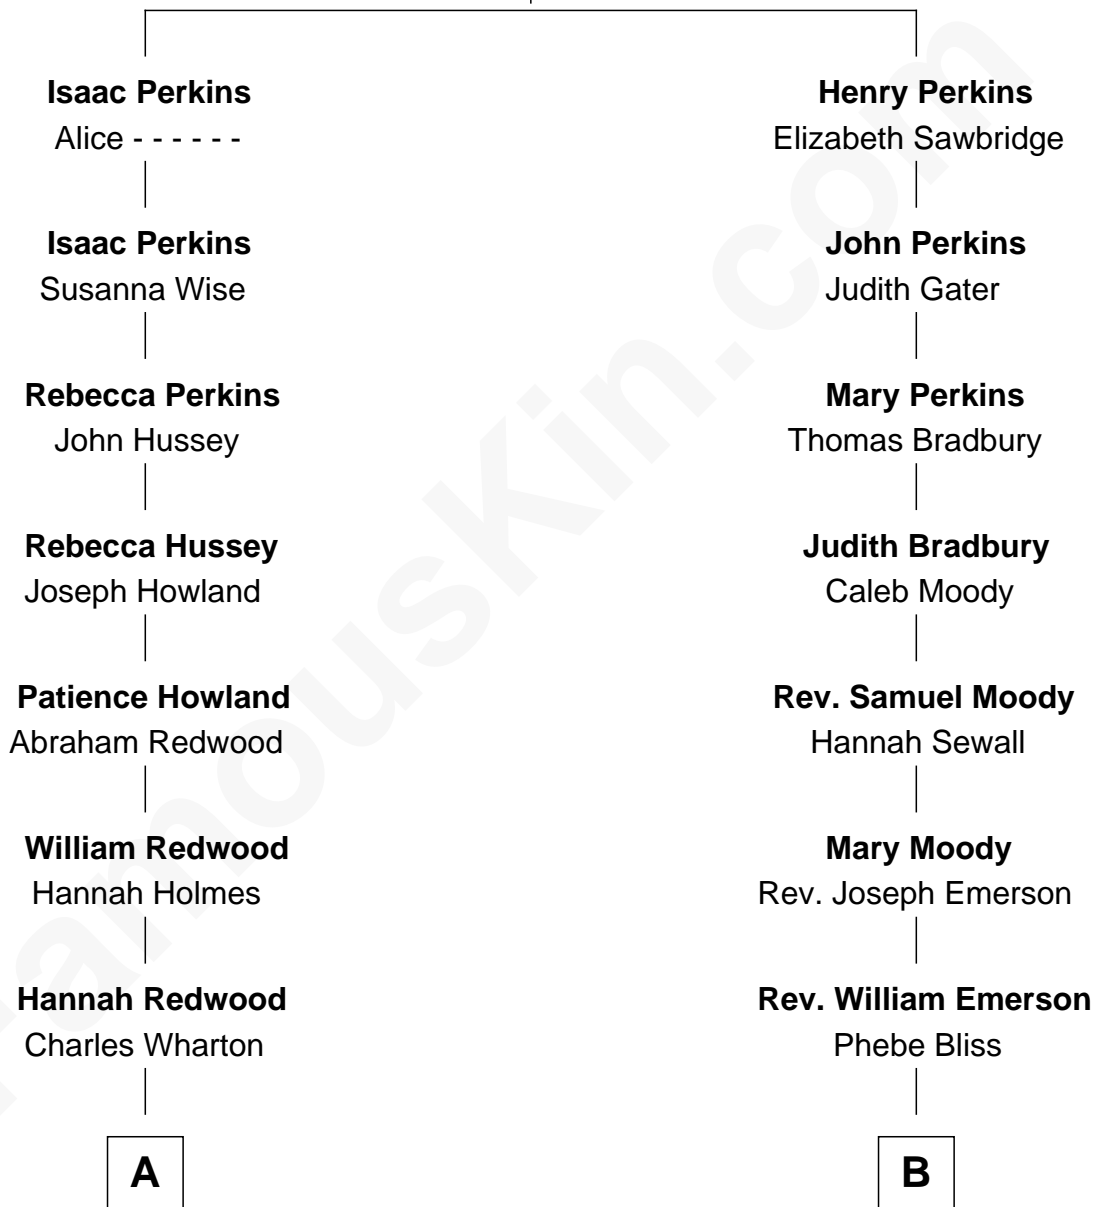 Isaac Perkins
Alice - - - - - -
Henry Perkins
Elizabeth Sawbridge
Isaac Perkins
Susanna Wise
John Perkins
Judith Gater
Rebecca Perkins
John Hussey
Mary Perkins
Thomas Bradbury
Rebecca Hussey
Joseph Howland
Judith Bradbury
Caleb Moody
Patience Howland
Abraham Redwood
Rev. Samuel Moody
Hannah Sewall
William Redwood
Hannah Holmes
Mary Moody
Rev. Joseph Emerson
Hannah Redwood
Charles Wharton
Rev. William Emerson
Phebe Bliss
A
B
FamousKin.com